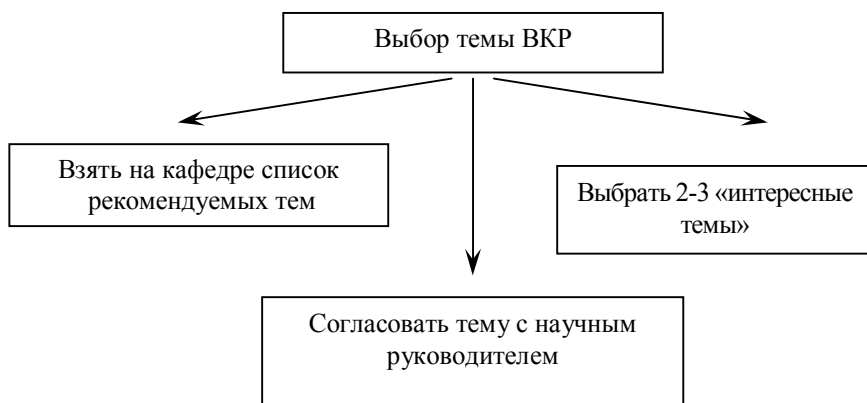 Выбор темы ВКР
Взять на кафедре список
рекомендуемых тем
Выбрать 2-3 «интересные
темы»
Согласовать тему с научным
руководителем